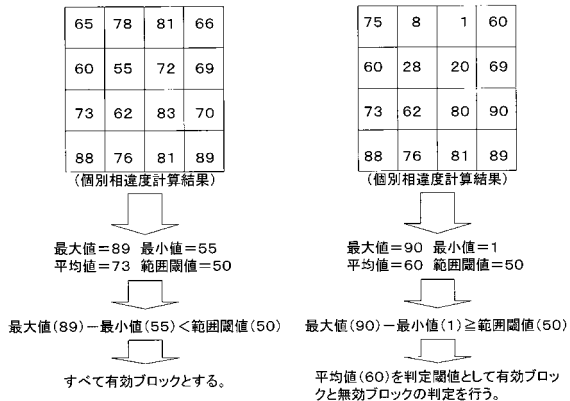 65 78 81 66
60 55 72 69
73 62 83 70
88 76 81 89
(個別相違度計算結果)
最大値=89 最小値=55
平均値=73 範囲閾値=50
最大値(89)-最小値(55)<範囲閾値(50)
すべて有効ブロックとする。
75 8 1 60
60 28 20 69
73 62 80 90
88 76 81 89
(個別相違度計算結果)
最大値=90 最小値=1
平均値=60 範囲閾値=50
最大値(90)-最小値(1)≧範囲閾値(50)
平均値(60)を判定閾値として有効ブロッ
クと無効ブロックの判定を行う。